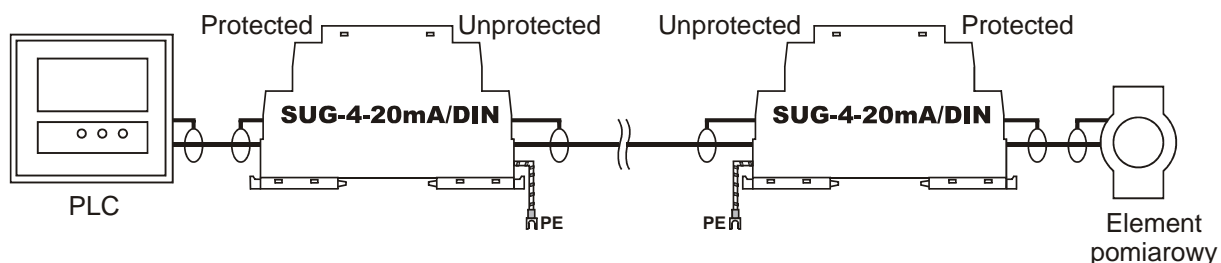 Protected Unprotected Unprotected Protected
SUG-4-20mA/DIN SUG-4-20mA/DIN
PLC
PE PE
Element
pomiarowy